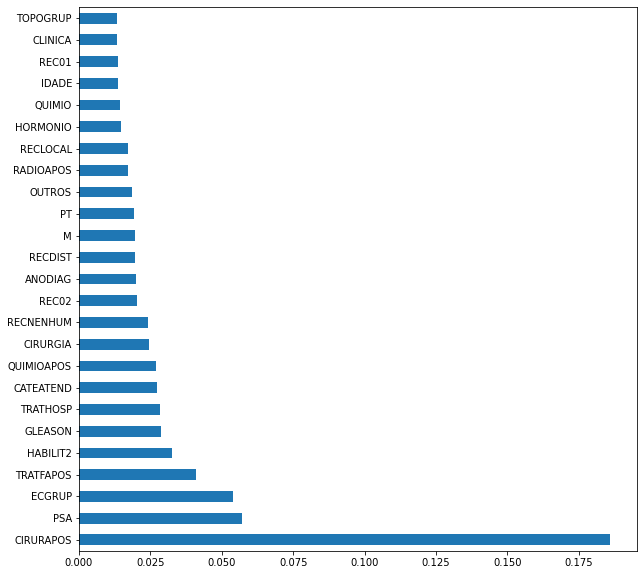 TOPOGRUP
CLINICA
REC01
IDADE
QUIMIO
HORMONIO
RECLOCAL
RADIOAPOS
OUTROS
PT
M
RECDIST
ANODIAG
REC02
RECNENHUM
CIRURGIA
QUIMIOAPOS
CATEATEND
TRATHOSP
GLEASON
HABILIT2
TRATFAPOS
ECGRUP
PSA
CIRURAPOS
0.000 0.025 0.050 0.075 0.100 0.125 0.150 0.175